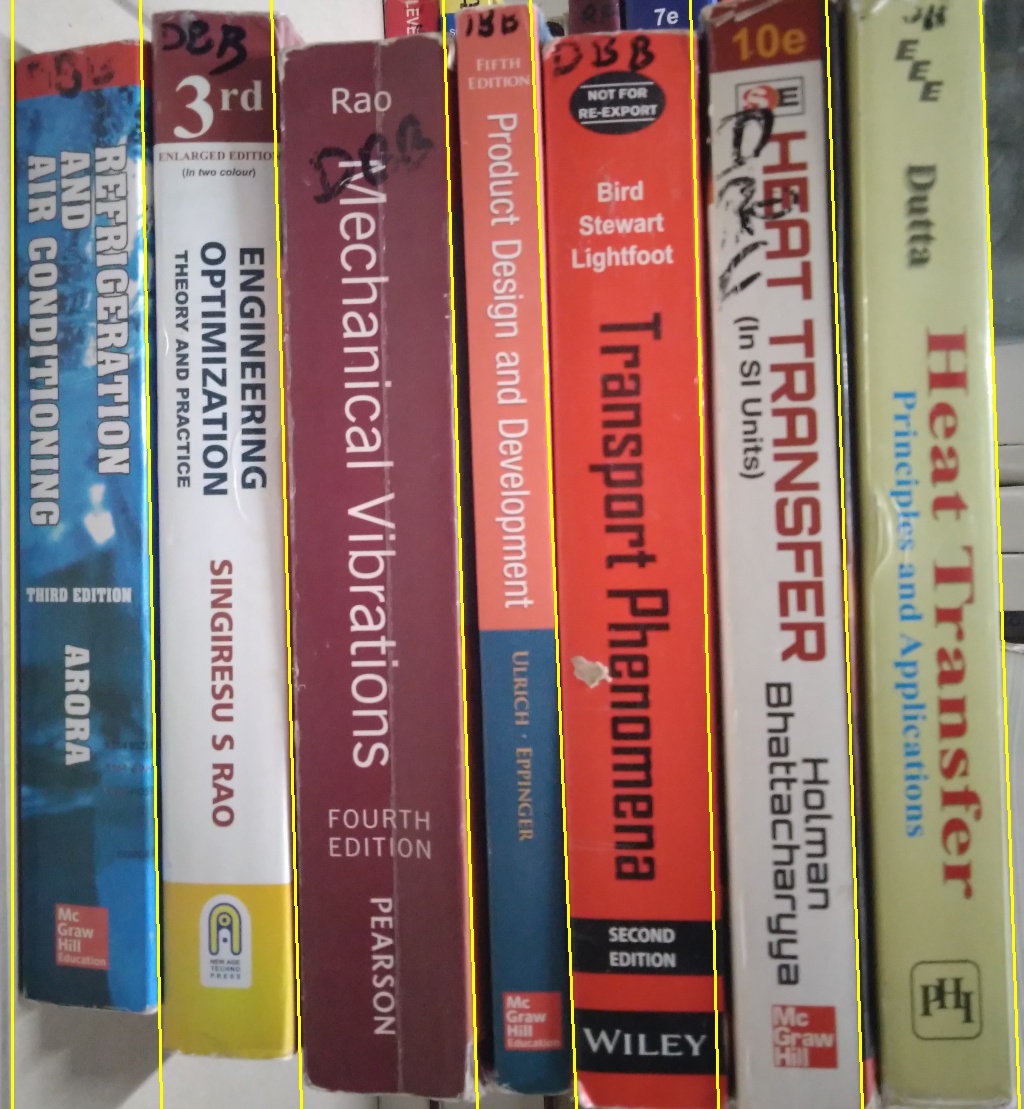 REFRIGERATION
AND
AIR CONDITIONING
THIRD EDITION
ARORA
Mc
Graw
Hill
Education
DBB
3rd
ENLARGED EDITION
(In two colour)
ENGINEERING
OPTIMIZATION
THEORY AND PRACTICE
SINGIRESU S RAO
NEW AGE
TECHNO
PRESS
Rao
DBB
Mechanical Vibrations
FOURTH
EDITION
PEARSON
FIFTH
EDITION
Product Design and Development
ULRICH · EPPINGER
Mc
Graw
Hill
Education
DBB
NOT FOR
RE-EXPORT
Bird
Stewart
Lightfoot
Transport Phenomena
SECOND
EDITION
WILEY
7e
10e
SIE
HEAT TRANSFER
(In SI Units)
Holman
Bhattacharyya
Mc
Graw
Hill
Dutta
Heat Transfer
Principles and Applications
PHI